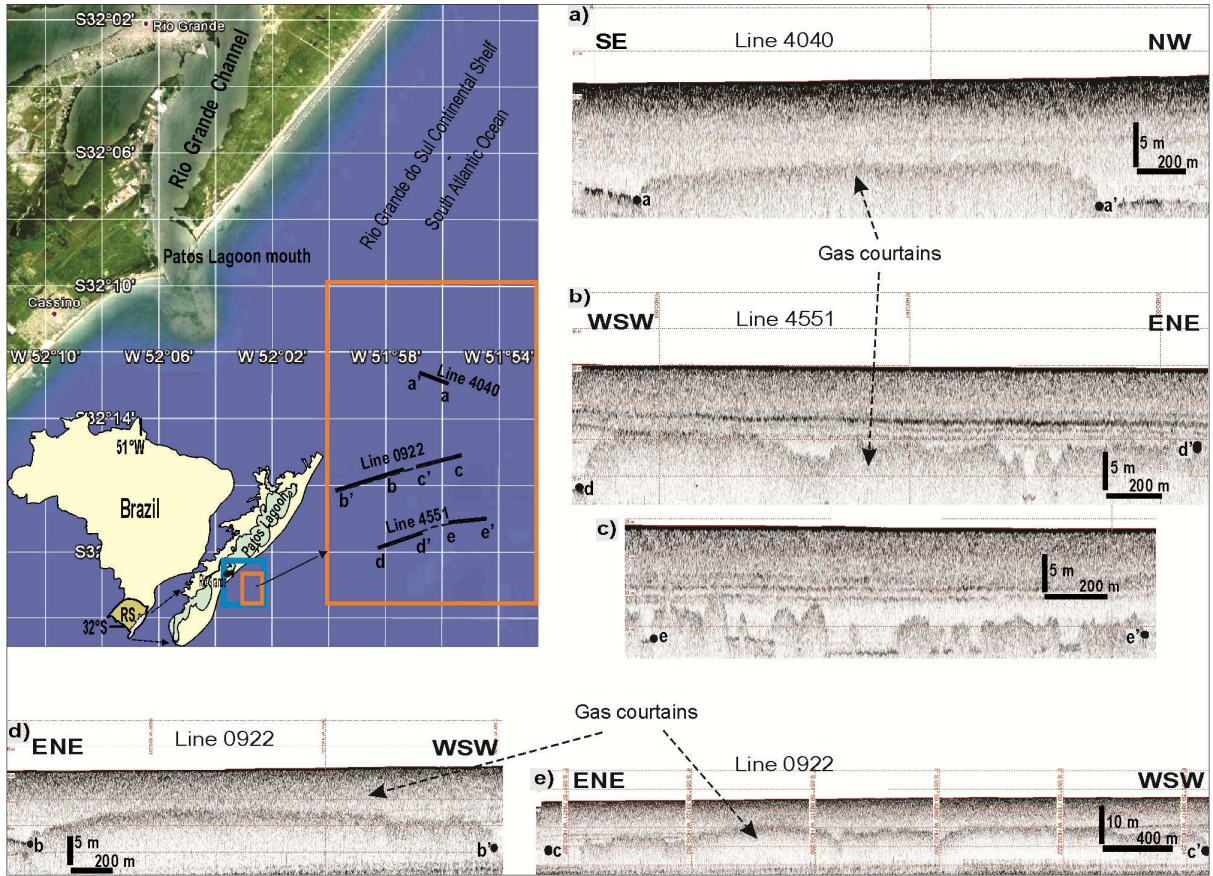 S32°02'
Rio Grande
Rio Grande Channel
S32°06'
Rio Grande do Sul Continental Shelf
-
South Atlantic Ocean
Patos Lagoon mouth
S32°10'
Cassino
W 52°10'
W 52°06'
W 52°02'
W 51°58'
W 51°54'
a'
Line 4040
a
S32°14'
51°W
Brazil
Patos Lagoon
RS
32°S
Line 0922
b'
b
c'
c
Line 4551
d
d'
e
e'
a)
SE
Line 4040
NW
5 m
200 m
a
a'
Gas courtains
b)
WSW
Line 4551
ENE
5 m
200 m
d
d'
c)
5 m
200 m
e
e'
Gas courtains
d)
ENE
Line 0922
WSW
b
5 m
200 m
b'
e)
ENE
Line 0922
WSW
10 m
400 m
c
c'